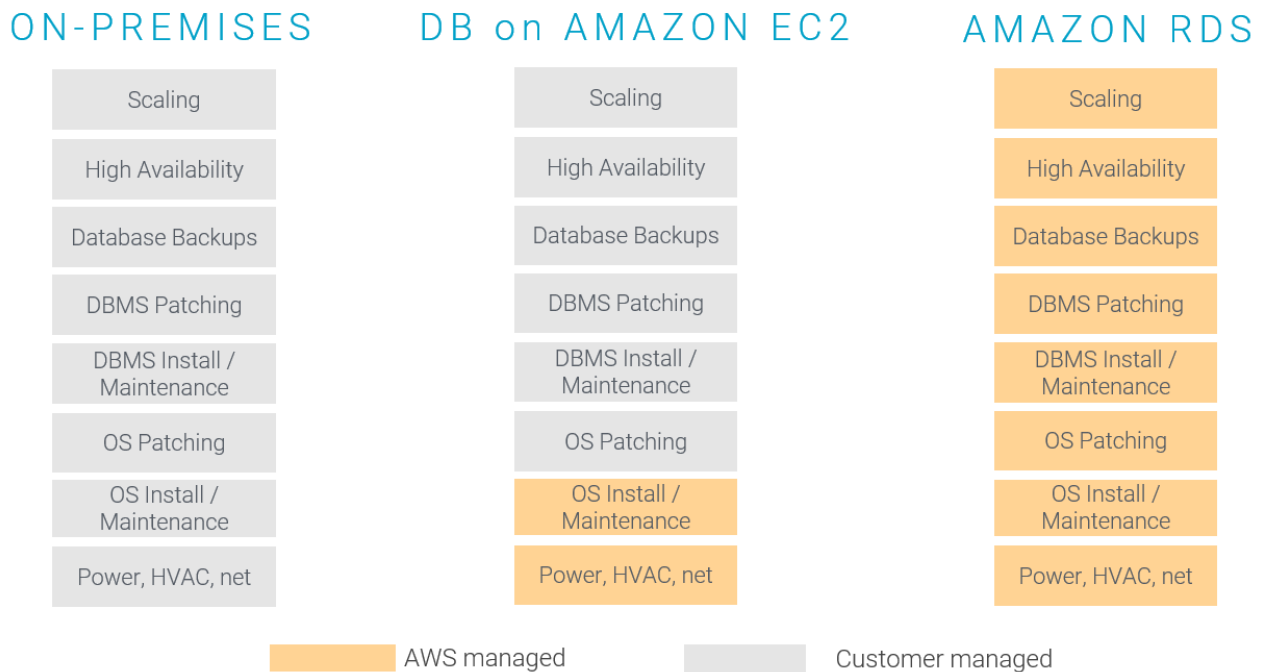 ON-PREMISES
Scaling
High Availability
Database Backups
DBMS Patching
DBMS Install /
Maintenance
OS Patching
OS Install /
Maintenance
Power, HVAC, net
DB on AMAZON EC2
Scaling
High Availability
Database Backups
DBMS Patching
DBMS Install /
Maintenance
OS Patching
OS Install /
Maintenance
Power, HVAC, net
AMAZON RDS
Scaling
High Availability
Database Backups
DBMS Patching
DBMS Install /
Maintenance
OS Patching
OS Install /
Maintenance
Power, HVAC, net
AWS managed
Customer managed